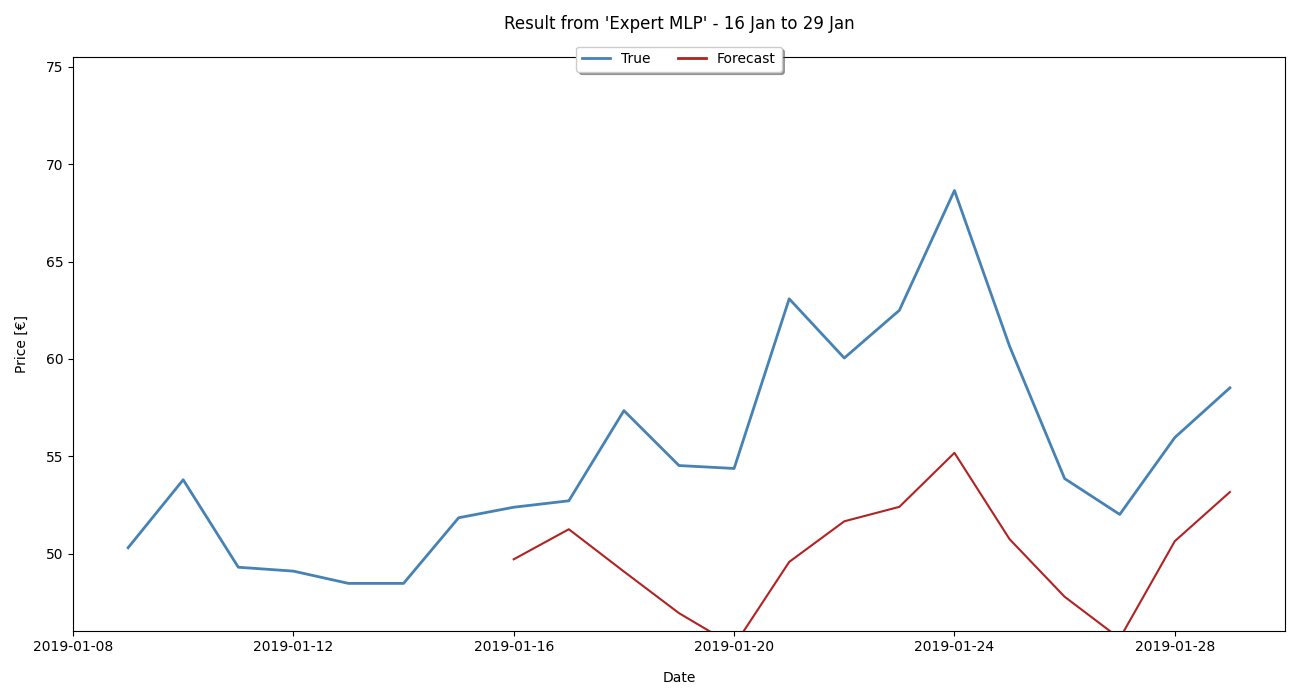 Result from 'Expert MLP' - 16 Jan to 29 Jan
True Forecast
75
70
65
60
55
50
Price [€]
2019-01-08 2019-01-12 2019-01-16 2019-01-20 2019-01-24 2019-01-28
Date